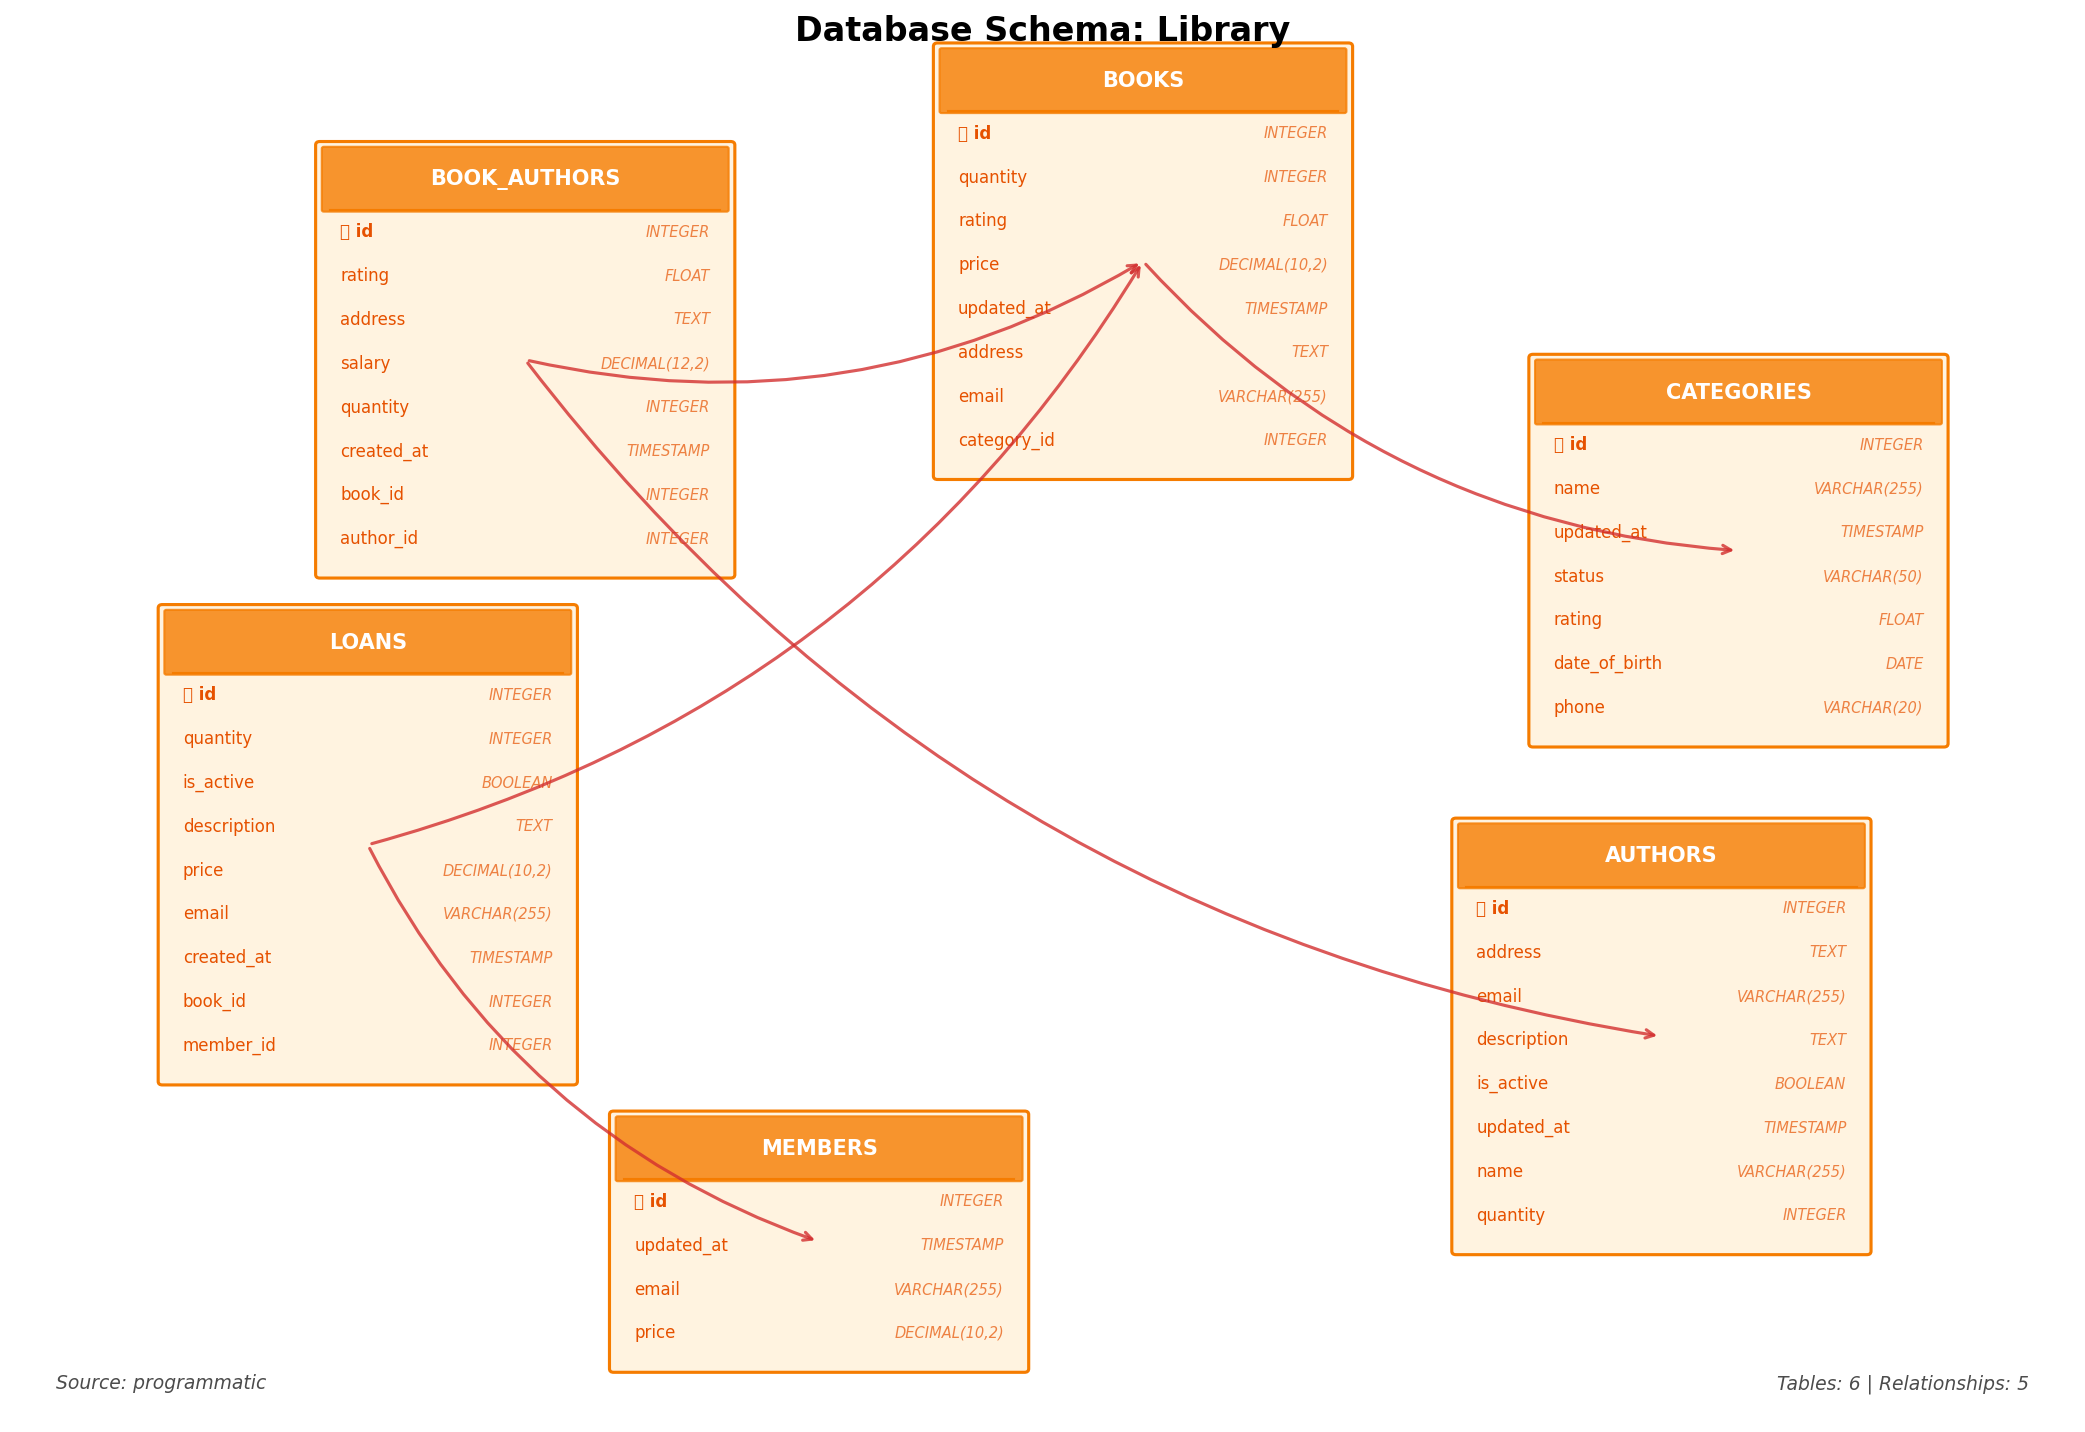 Database Schema: Library
BOOKS
id INTEGER
quantity INTEGER
rating FLOAT
price DECIMAL(10,2)
updated_at TIMESTAMP
address TEXT
email VARCHAR(255)
category_id INTEGER
BOOK_AUTHORS
id INTEGER
rating FLOAT
address TEXT
salary DECIMAL(12,2)
quantity INTEGER
created_at TIMESTAMP
book_id INTEGER
author_id INTEGER
CATEGORIES
id INTEGER
name VARCHAR(255)
updated_at TIMESTAMP
status VARCHAR(50)
rating FLOAT
date_of_birth DATE
phone VARCHAR(20)
LOANS
id INTEGER
quantity INTEGER
is_active BOOLEAN
description TEXT
price DECIMAL(10,2)
email VARCHAR(255)
created_at TIMESTAMP
book_id INTEGER
member_id INTEGER
AUTHORS
id INTEGER
address TEXT
email VARCHAR(255)
description TEXT
is_active BOOLEAN
updated_at TIMESTAMP
name VARCHAR(255)
quantity INTEGER
MEMBERS
id INTEGER
updated_at TIMESTAMP
email VARCHAR(255)
price DECIMAL(10,2)
Source: programmatic
Tables: 6 | Relationships: 5